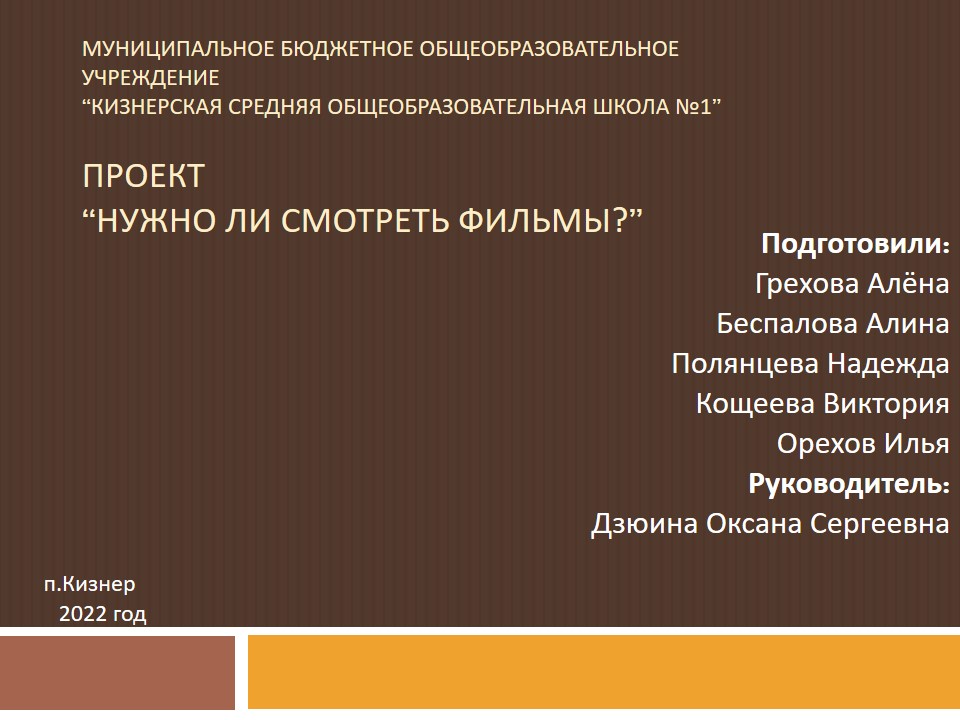 МУНИЦИПАЛЬНОЕ БЮДЖЕТНОЕ ОБЩЕОБРАЗОВАТЕЛЬНОЕ
УЧРЕЖДЕНИЕ
“КИЗНЕРСКАЯ СРЕДНЯЯ ОБЩЕОБРАЗОВАТЕЛЬНАЯ ШКОЛА №1”
ПРОЕКТ
“НУЖНО ЛИ СМОТРЕТЬ ФИЛЬМЫ?”
Подготовили:
Грехова Алёна
Беспалова Алина
Полянцева Надежда
Кощеева Виктория
Орехов Илья
Руководитель:
Дзюина Оксана Сергеевна
п.Кизнер
2022 год